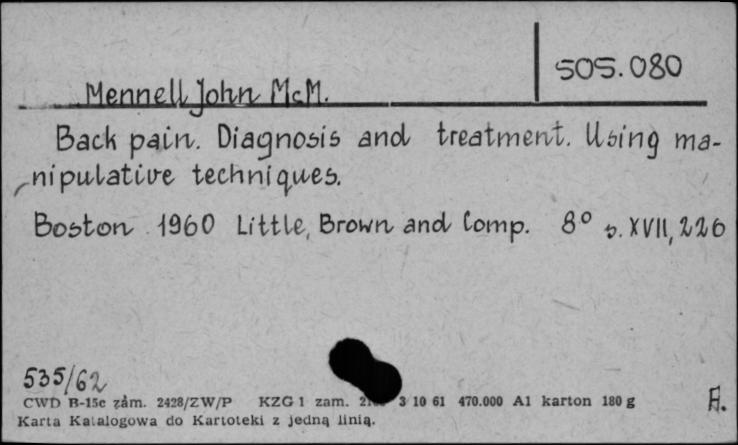 505.080
Mennell John McM.
Back pain. Diagnosis and treatment. Using ma-
nipulative techniques.
Boston 1960 Little, Brown and Comp. 8° s. XVII, 226
535/62
CWD B-15c zam. 2428/ZW/P KZG 1 zam. 3 10 61 470.000 A1 karton 180 g
Karta Katalogowa do Kartoteki z jedną linią.